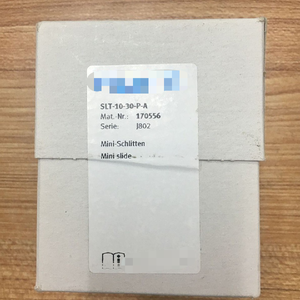 SLT-10-30-P-A
Mat.-Nr.: 170556
Serie: J802
Mini-Schlitten
Mini slide